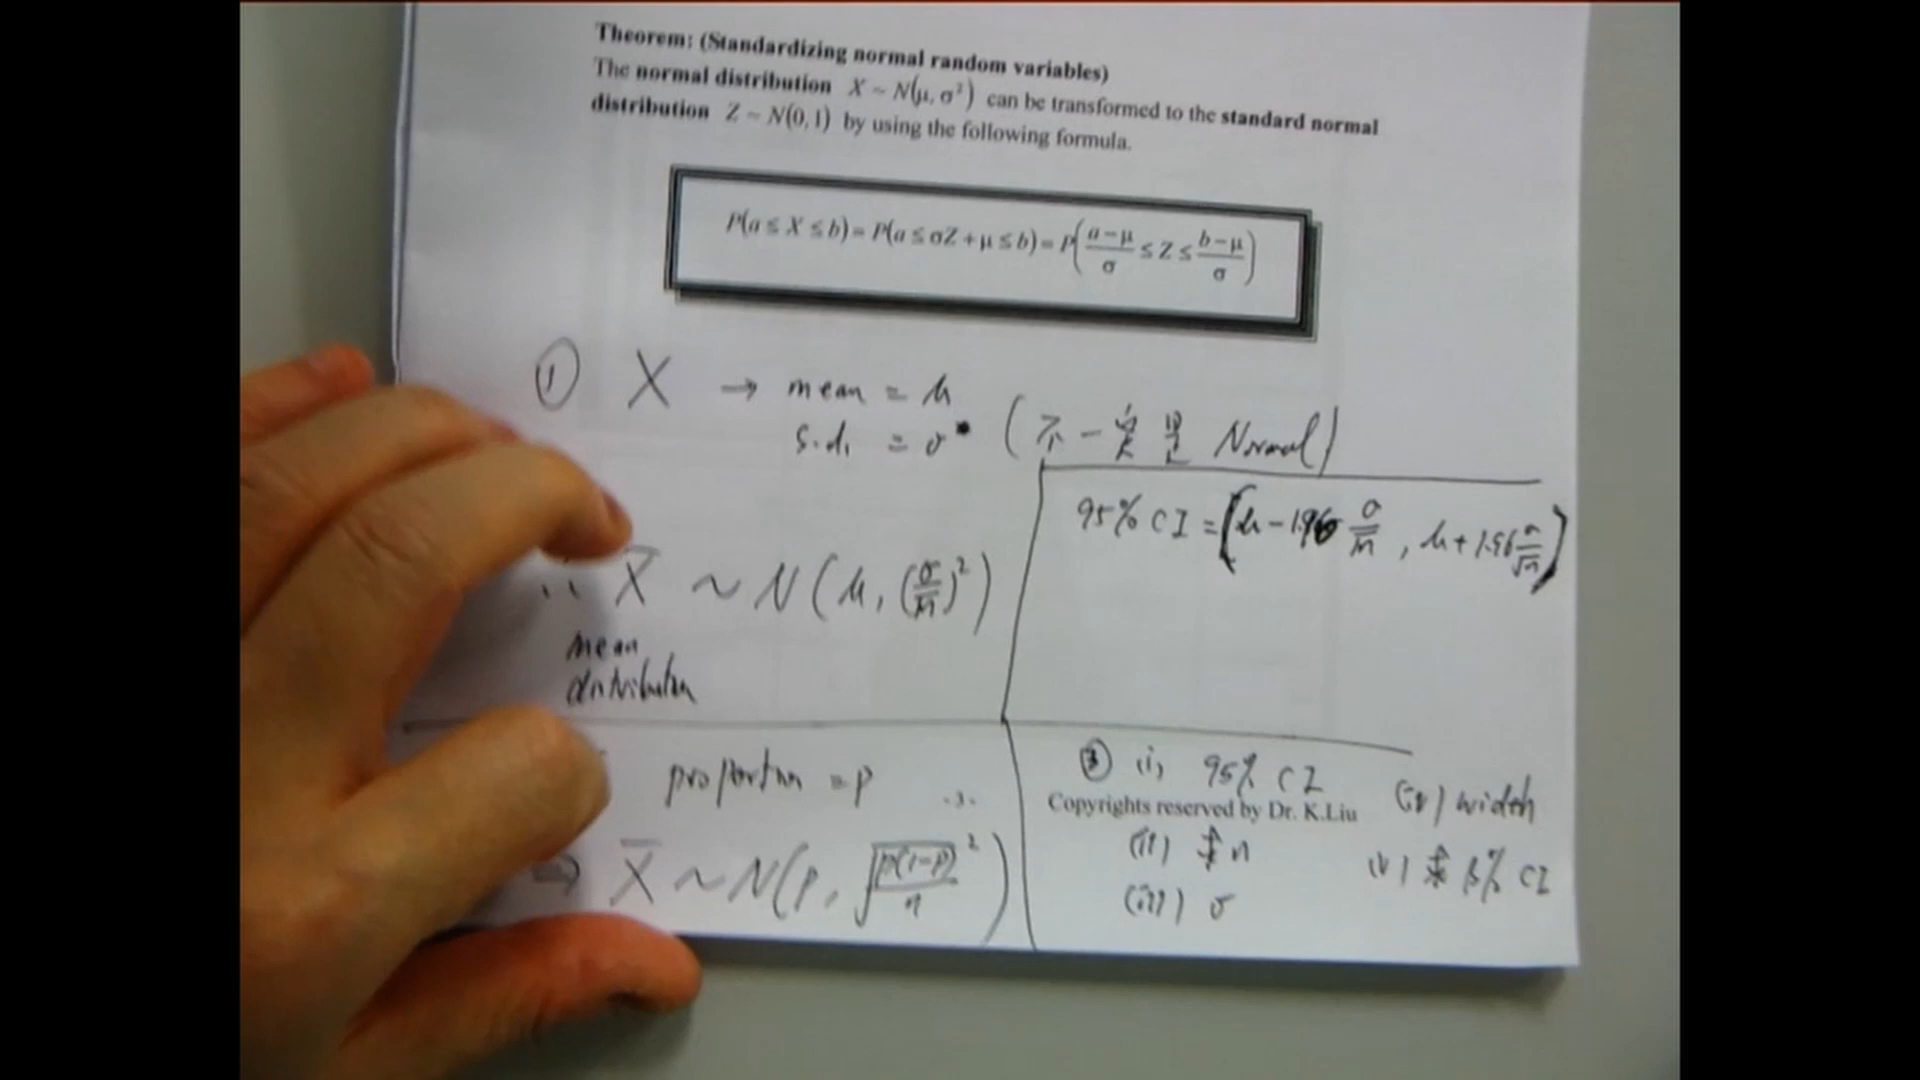 Theorem: (Standardizing normal random variables)
The normal distribution X ~ N(μ, σ²) can be transformed to the standard normal
distribution Z ~ N(0, 1) by using the following formula.
P(a ≤ X ≤ b) = P(a ≤ σZ + μ ≤ b) = P((a−μ)/σ ≤ Z ≤ (b−μ)/σ)
① X → mean = μ
s.d. = σ (不一定是 Normal)
95% CI = (μ − 1.96 σ/√n , μ + 1.96 σ/√n)
∴ X̄ ~ N(μ, (σ/√n)²)
mean
distribution
proportion = p
⇒ X̄ ~ N(p, √(p(1−p)/n)²)
-3-
③ (i) 95% CI
Copyrights reserved by Dr. K.Liu
(ii) 求 n
(iii) σ
(iv) width
(v) 求 β% CI